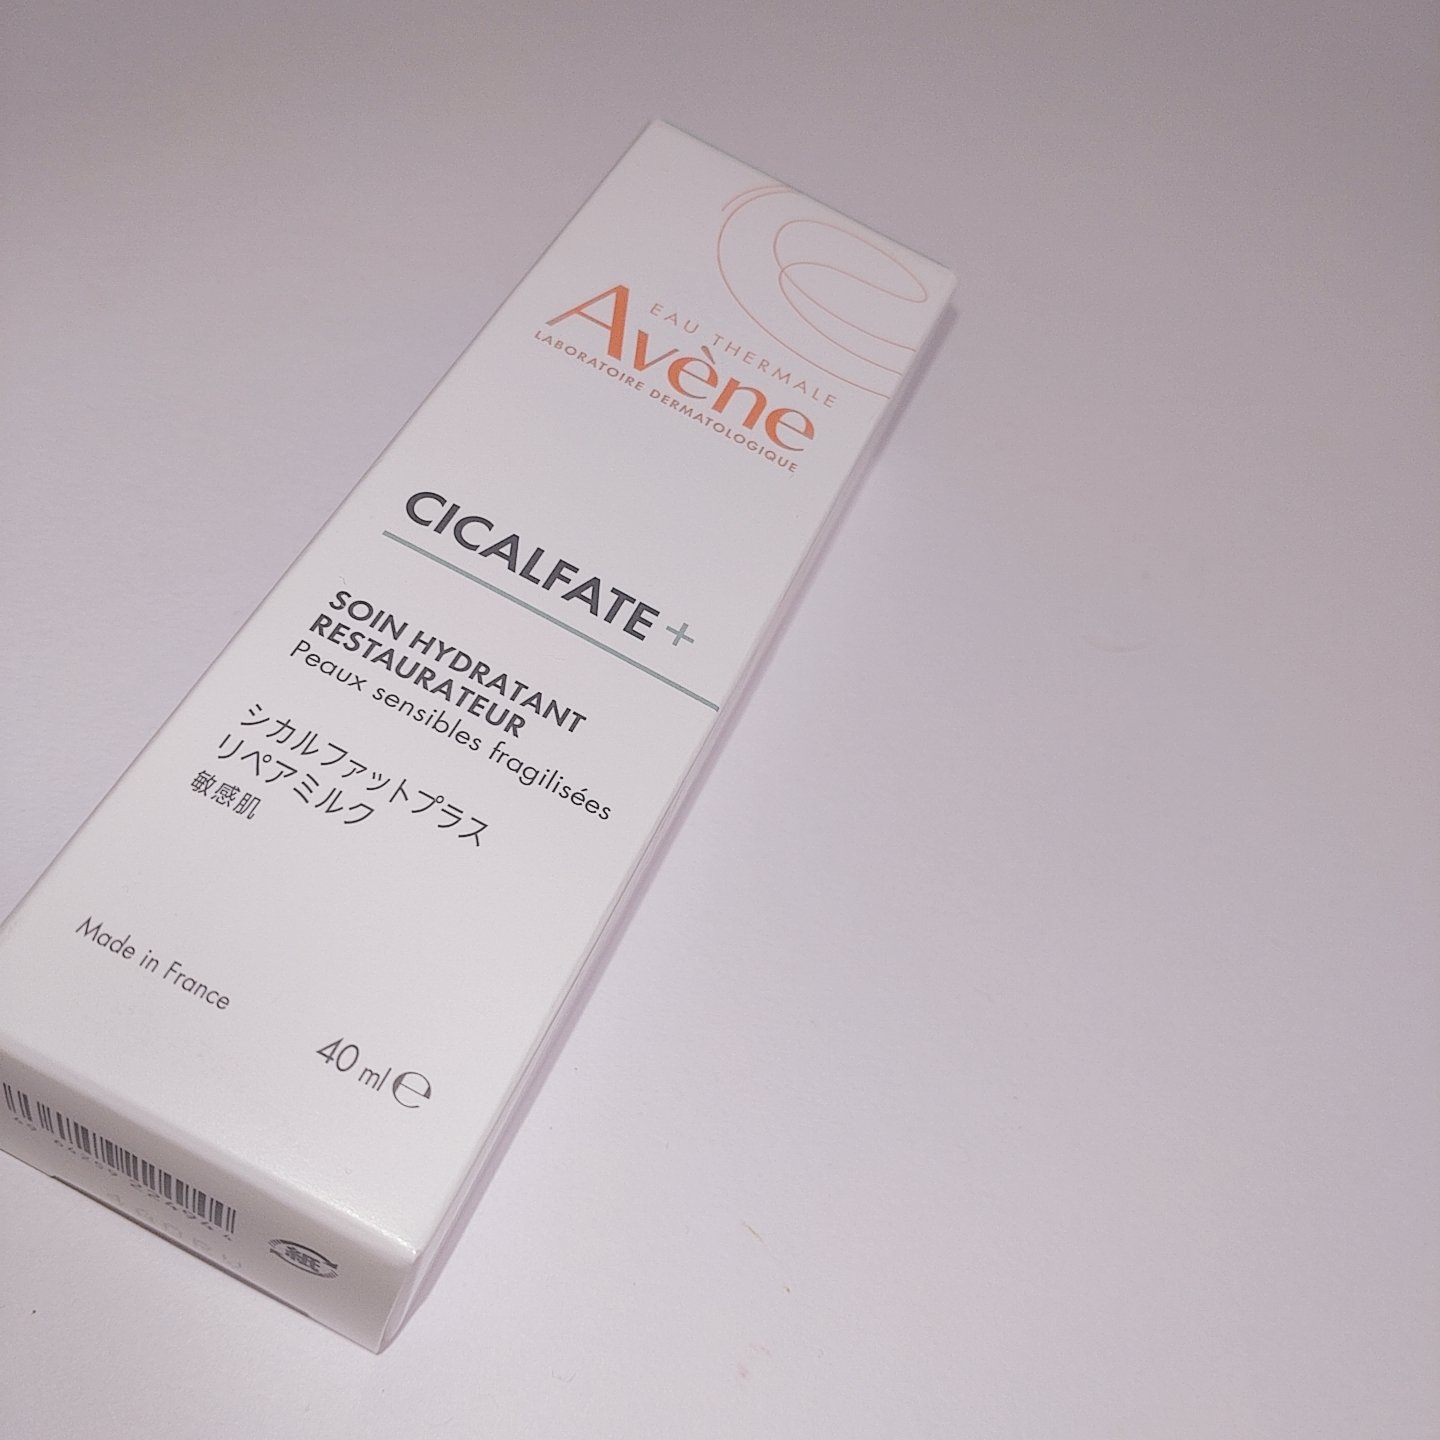 EAU THERMALE
Avène
LABORATOIRE DERMATOLOGIQUE
CICALFATE +
SOIN HYDRATANT
RESTAURATEUR
Peaux sensibles fragilisées
シカルファットプラス
リペアミルク
敏感肌
Made in France
40 ml e
紙